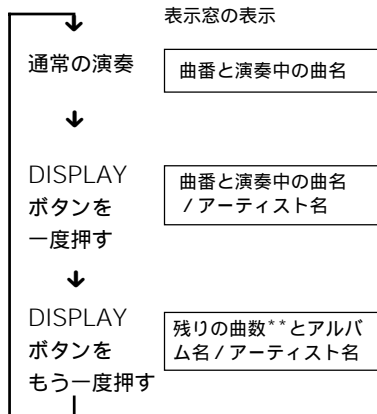 表示窓の表示
通常の演奏
曲番と演奏中の曲名
DISPLAY
ボタンを
一度押す
曲番と演奏中の曲名
/アーティスト名
DISPLAY
ボタンを
もう一度押す
残りの曲数**とアルバ
ム名/アーティスト名